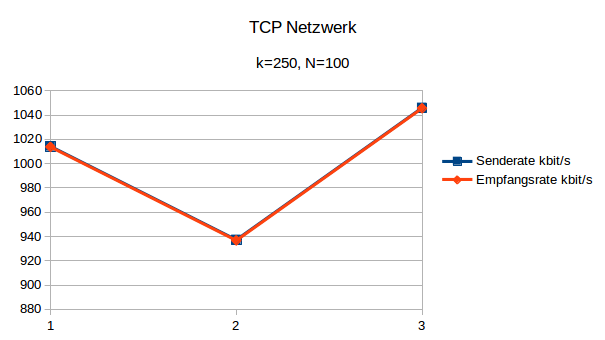 TCP Netzwerk
k=250, N=100
1060
1040
1020
1000
980
960
940
920
900
880
1 2 3
Senderate kbit/s
Empfangsrate kbit/s